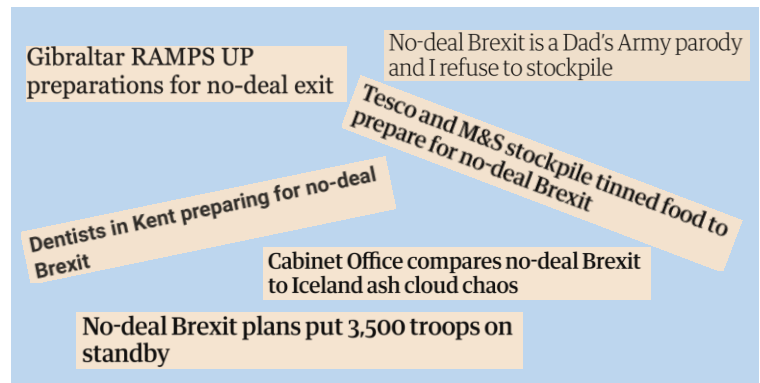 Gibraltar RAMPS UP
preparations for no-deal exit
No-deal Brexit is a Dad's Army parody
and I refuse to stockpile
Tesco and M&S stockpile tinned food to
prepare for no-deal Brexit
Dentists in Kent preparing for no-deal
Brexit
Cabinet Office compares no-deal Brexit
to Iceland ash cloud chaos
No-deal Brexit plans put 3,500 troops on
standby